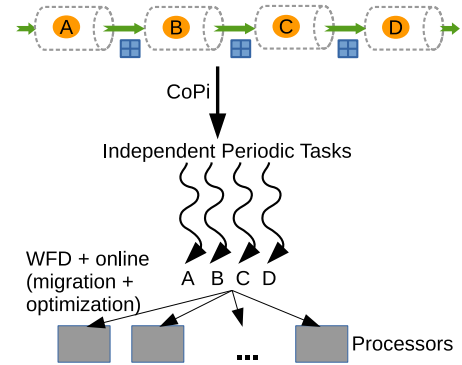 A B C D
CoPi
Independent Periodic Tasks
A B C D
WFD + online
(migration +
optimization)
... Processors